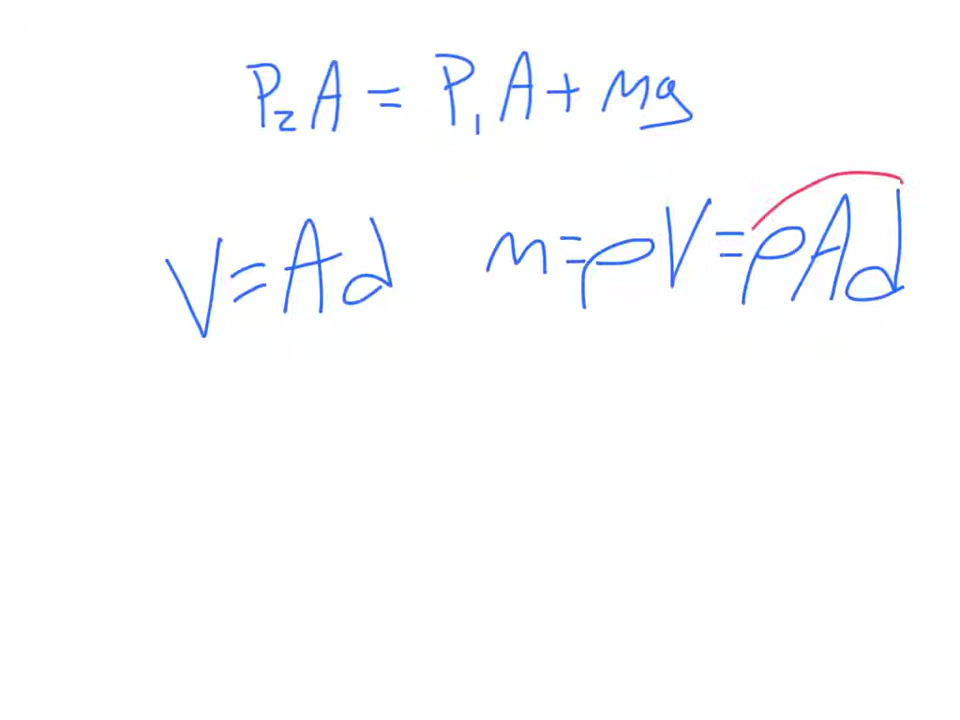 P₂A = P₁A + mg
V = Ad m = ρV = ρAd